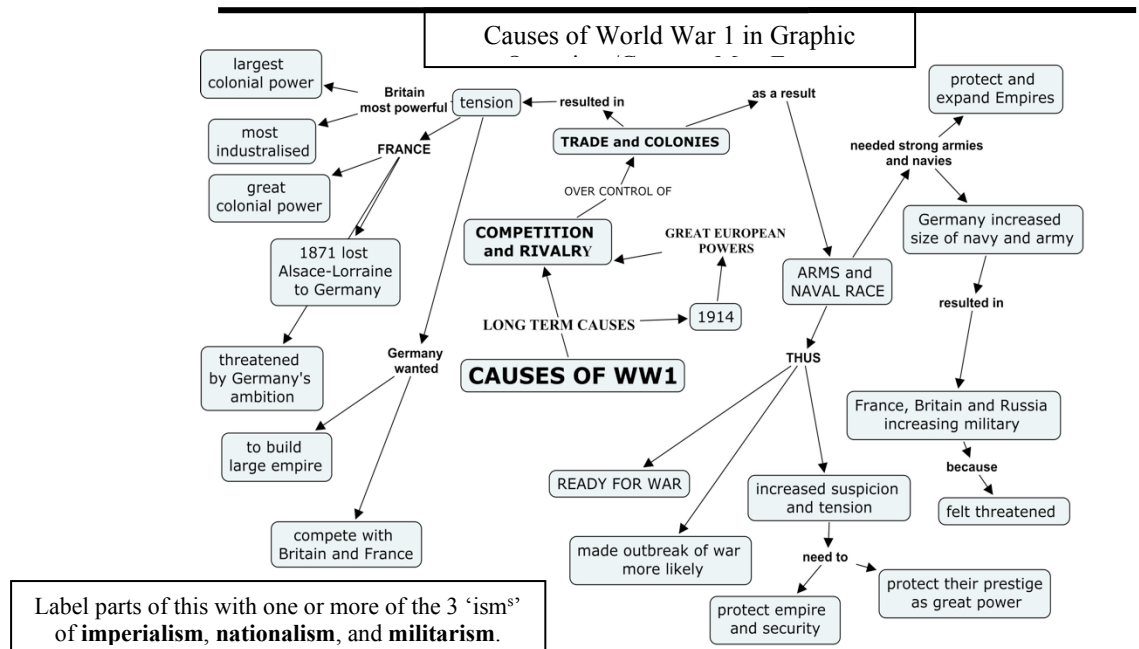 Causes of World War 1 in Graphic
largest
colonial power
Britain
most powerful
most
industralised
tension
resulted in
as a result
TRADE and COLONIES
protect and
expand Empires
needed strong armies
and navies
FRANCE
great
colonial power
OVER CONTROL OF
COMPETITION
and RIVALRY
GREAT EUROPEAN
POWERS
Germany increased
size of navy and army
1871 lost
Alsace-Lorraine
to Germany
ARMS and
NAVAL RACE
resulted in
1914
LONG TERM CAUSES
threatened
by Germany's
ambition
Germany
wanted
CAUSES OF WW1
THUS
France, Britain and Russia
increasing military
to build
large empire
because
READY FOR WAR
increased suspicion
and tension
felt threatened
compete with
Britain and France
made outbreak of war
more likely
need to
protect their prestige
as great power
protect empire
and security
Label parts of this with one or more of the 3 ‘isms’
of imperialism, nationalism, and militarism.